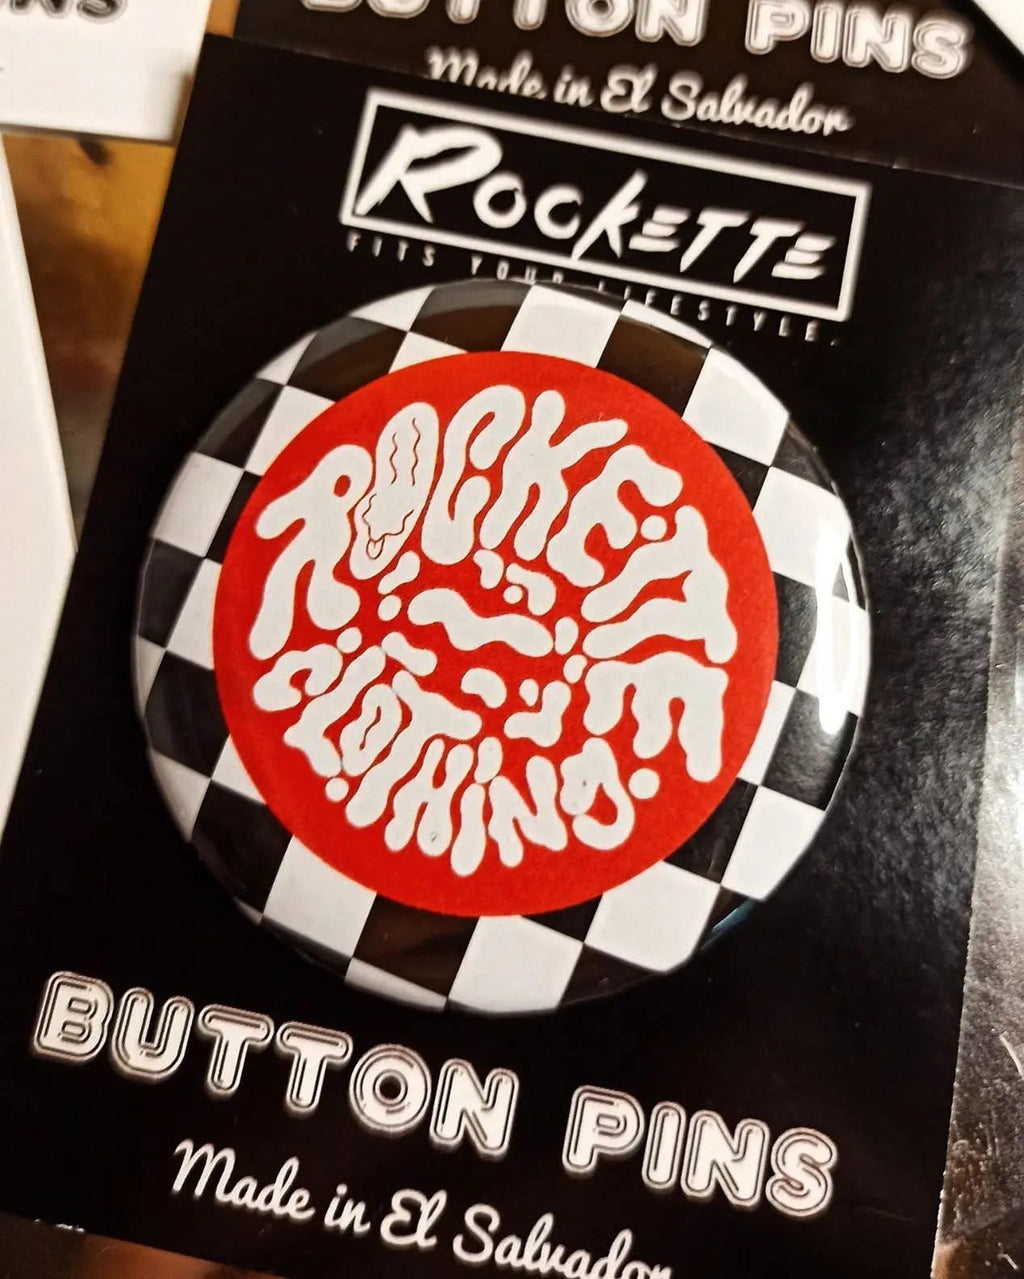 BUTTON PINS
Made in El Salvador
ROCKETTE
FITS YOUR LIFESTYLE.
ROCKETTE
CLOTHING.
BUTTON PINS
Made in El Salvador